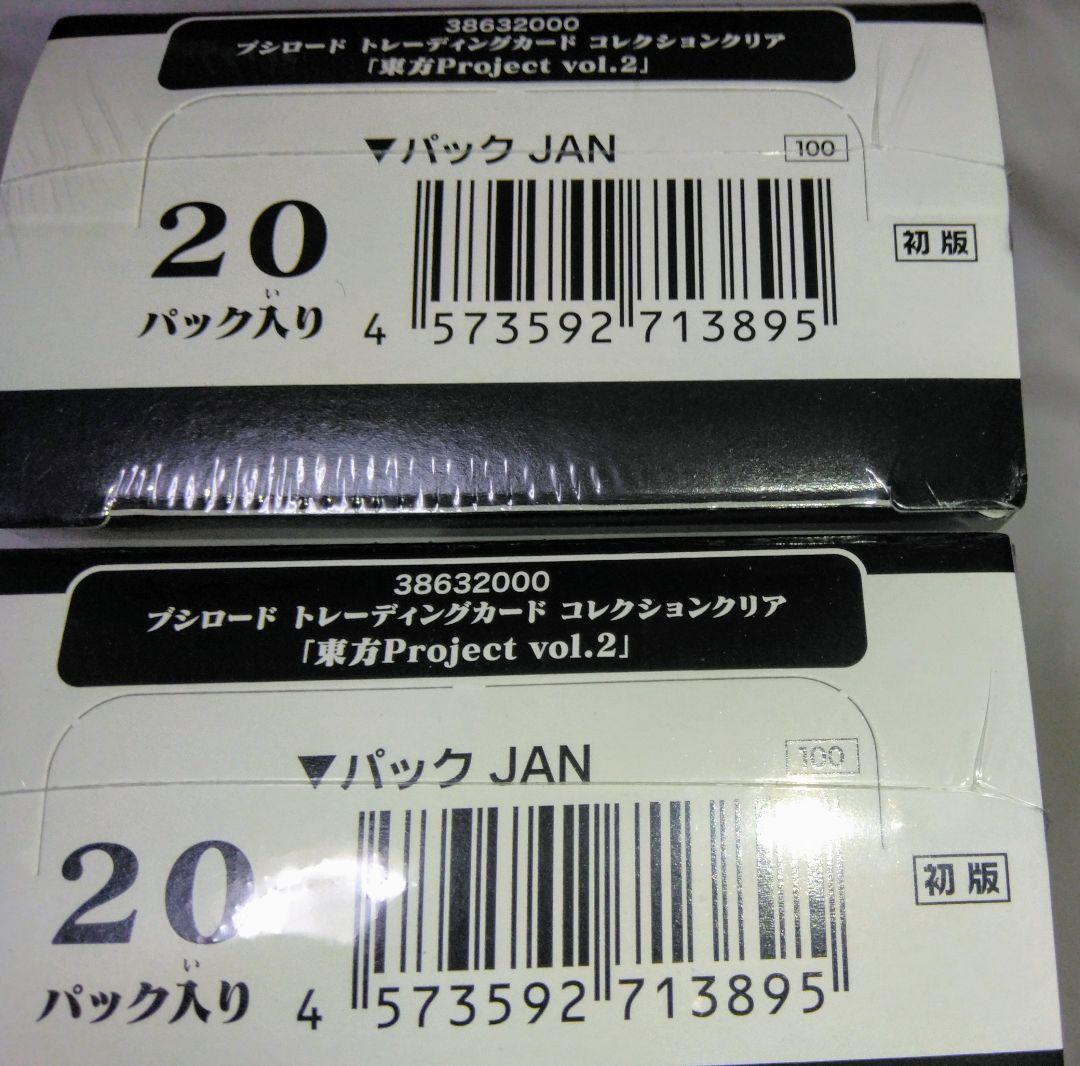 38632000
ブシロード トレーディングカード コレクションクリア
「東方Project vol.2」
▼パック JAN
100
20
初版
い
パック入り
4 573592 713895
38632000
ブシロード トレーディングカード コレクションクリア
「東方Project vol.2」
▼パック JAN
100
20
初版
い
パック入り
4 573592 713895